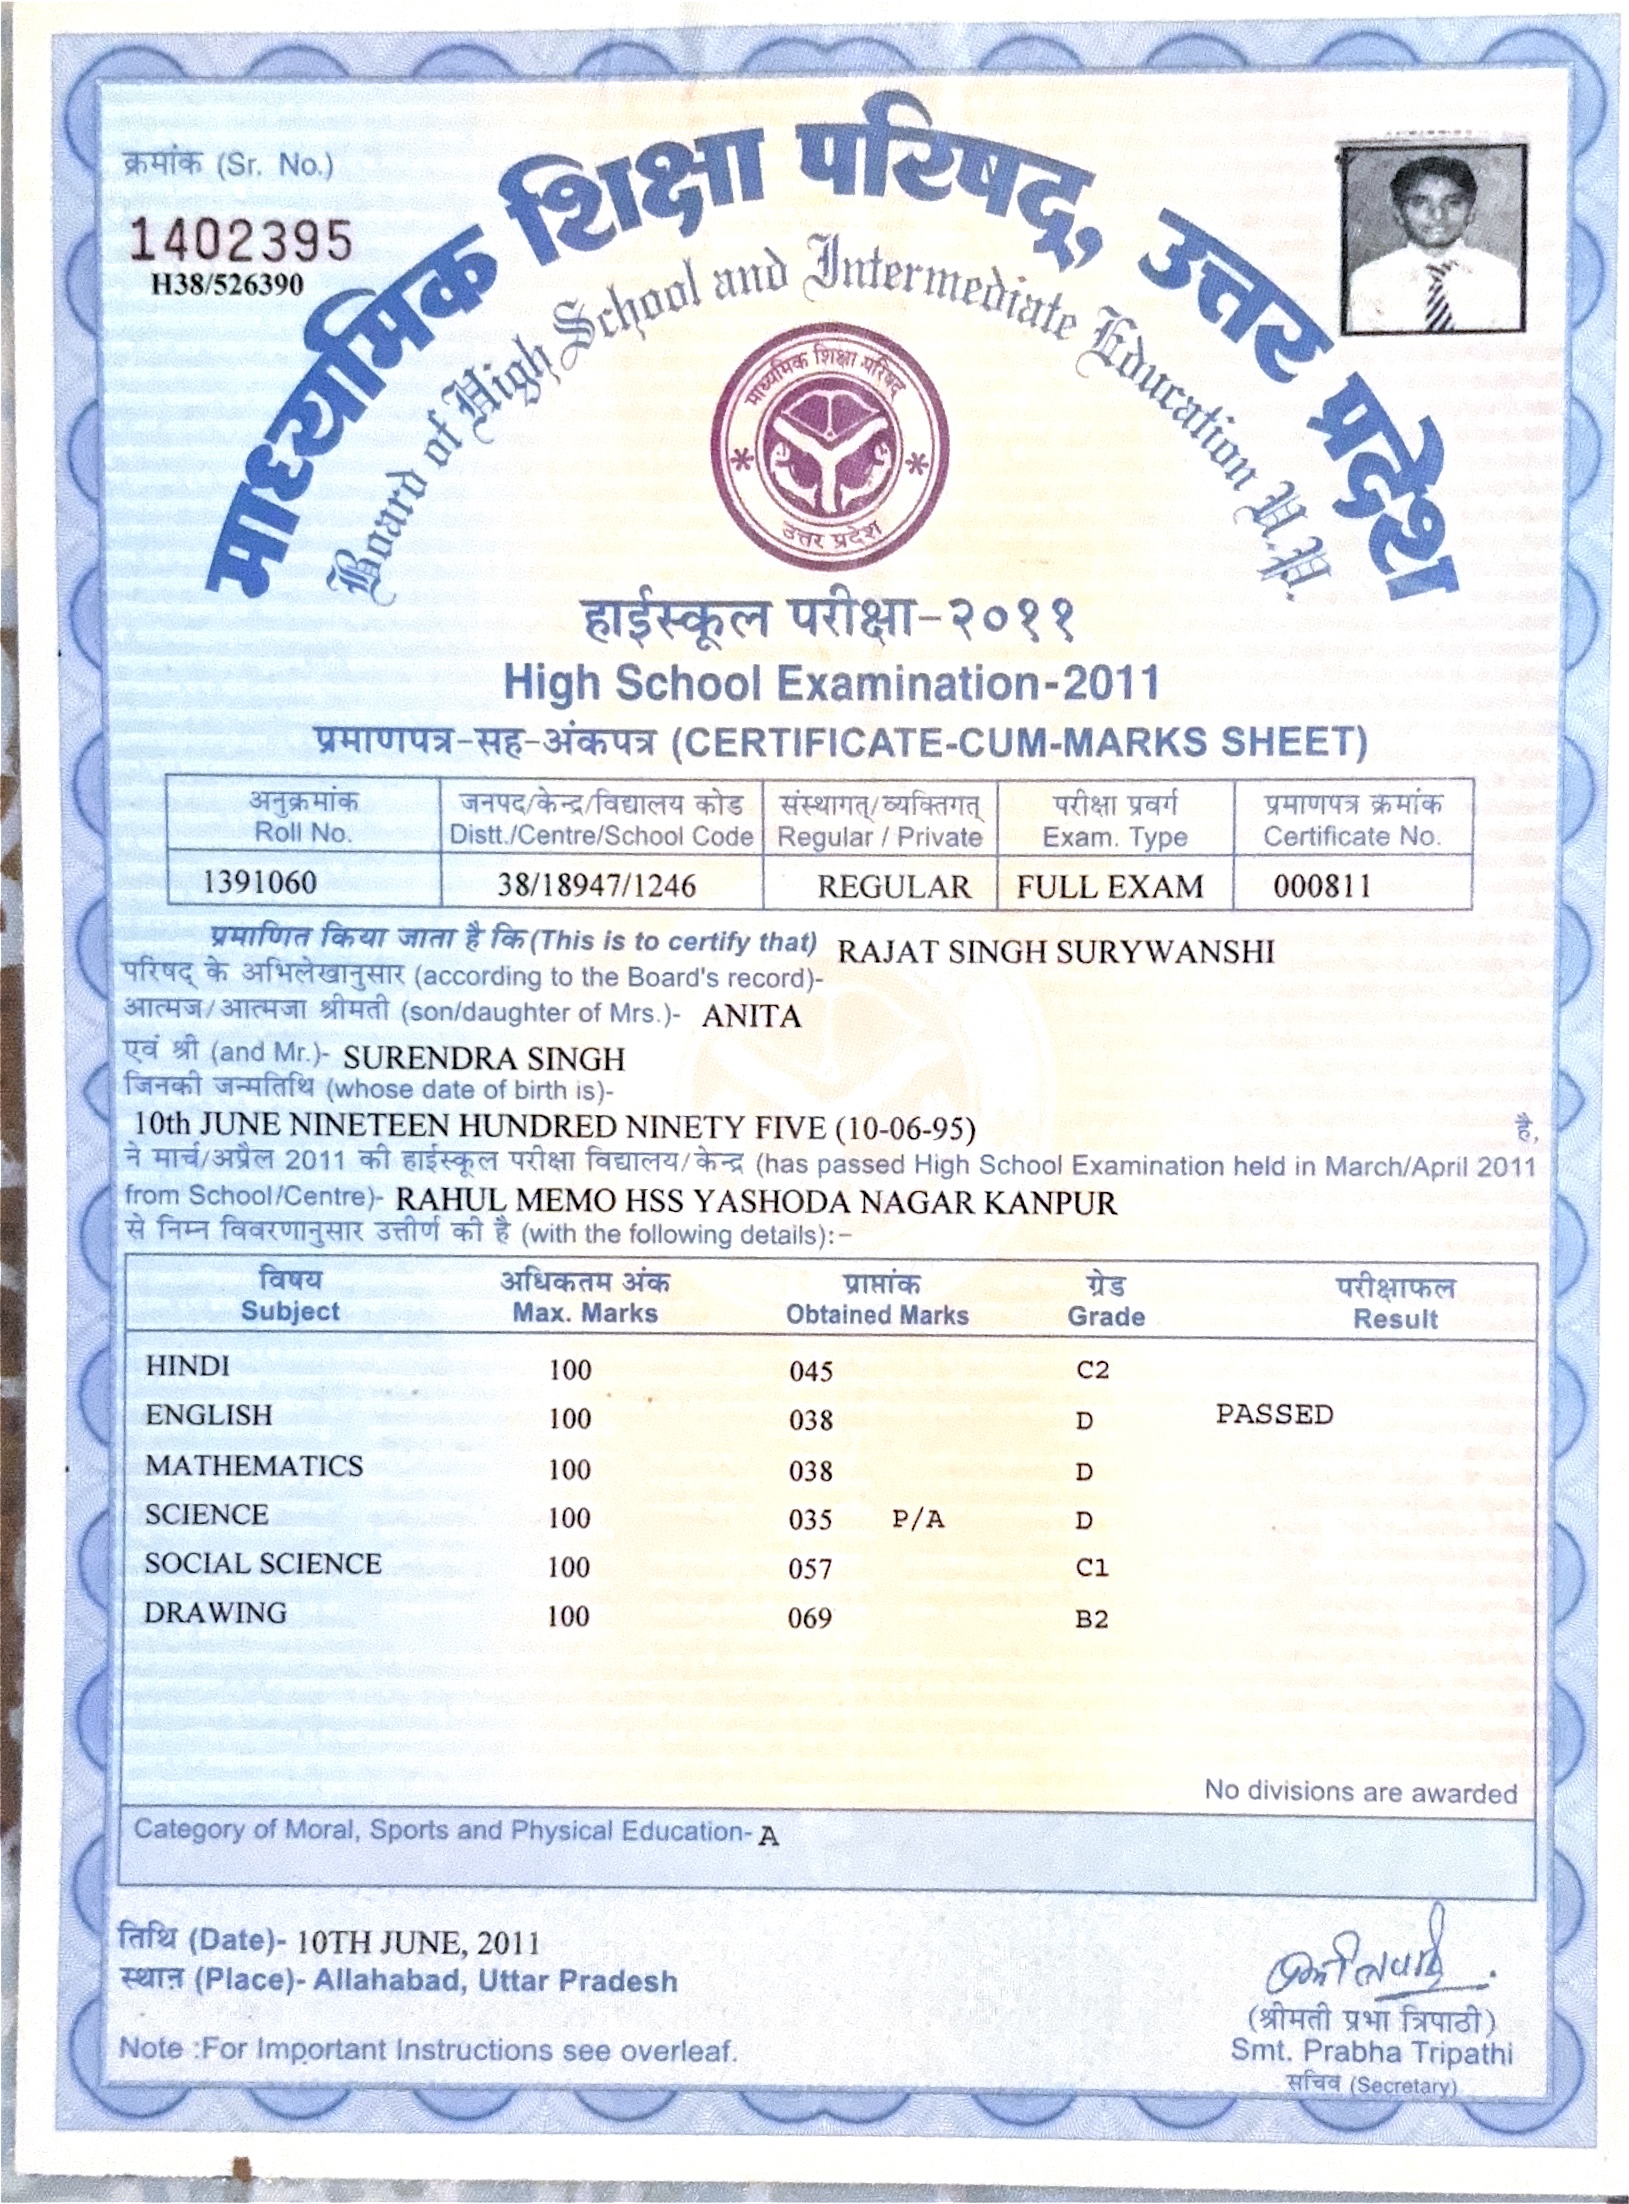 क्रमांक (Sr. No.)
1402395
H38/526390
माध्यमिक शिक्षा परिषद्, उत्तर प्रदेश
Board of High School and Intermediate Education U.P.
माध्यमिक शिक्षा परिषद्
उत्तर प्रदेश
हाईस्कूल परीक्षा-२०११
High School Examination-2011
प्रमाणपत्र-सह-अंकपत्र (CERTIFICATE-CUM-MARKS SHEET)
अनुक्रमांक जनपद/केन्द्र/विद्यालय कोड संस्थागत्/व्यक्तिगत् परीक्षा प्रवर्ग प्रमाणपत्र क्रमांक
Roll No. Distt./Centre/School Code Regular / Private Exam. Type Certificate No.
1391060 38/18947/1246 REGULAR FULL EXAM 000811
प्रमाणित किया जाता है कि (This is to certify that) RAJAT SINGH SURYWANSHI
परिषद् के अभिलेखानुसार (according to the Board's record)-
आत्मज/आत्मजा श्रीमती (son/daughter of Mrs.)- ANITA
एवं श्री (and Mr.)- SURENDRA SINGH
जिनकी जन्मतिथि (whose date of birth is)-
10th JUNE NINETEEN HUNDRED NINETY FIVE (10-06-95) है,
ने मार्च/अप्रैल 2011 की हाईस्कूल परीक्षा विद्यालय/केन्द्र (has passed High School Examination held in March/April 2011
from School/Centre)- RAHUL MEMO HSS YASHODA NAGAR KANPUR
से निम्न विवरणानुसार उत्तीर्ण की है (with the following details):-
विषय अधिकतम अंक प्राप्तांक ग्रेड परीक्षाफल
Subject Max. Marks Obtained Marks Grade Result
HINDI 100 045 C2
ENGLISH 100 038 D PASSED
MATHEMATICS 100 038 D
SCIENCE 100 035 P/A D
SOCIAL SCIENCE 100 057 C1
DRAWING 100 069 B2
No divisions are awarded
Category of Moral, Sports and Physical Education- A
तिथि (Date)- 10TH JUNE, 2011
स्थान (Place)- Allahabad, Uttar Pradesh
(श्रीमती प्रभा त्रिपाठी)
Note :For Important Instructions see overleaf.
Smt. Prabha Tripathi
सचिव (Secretary)